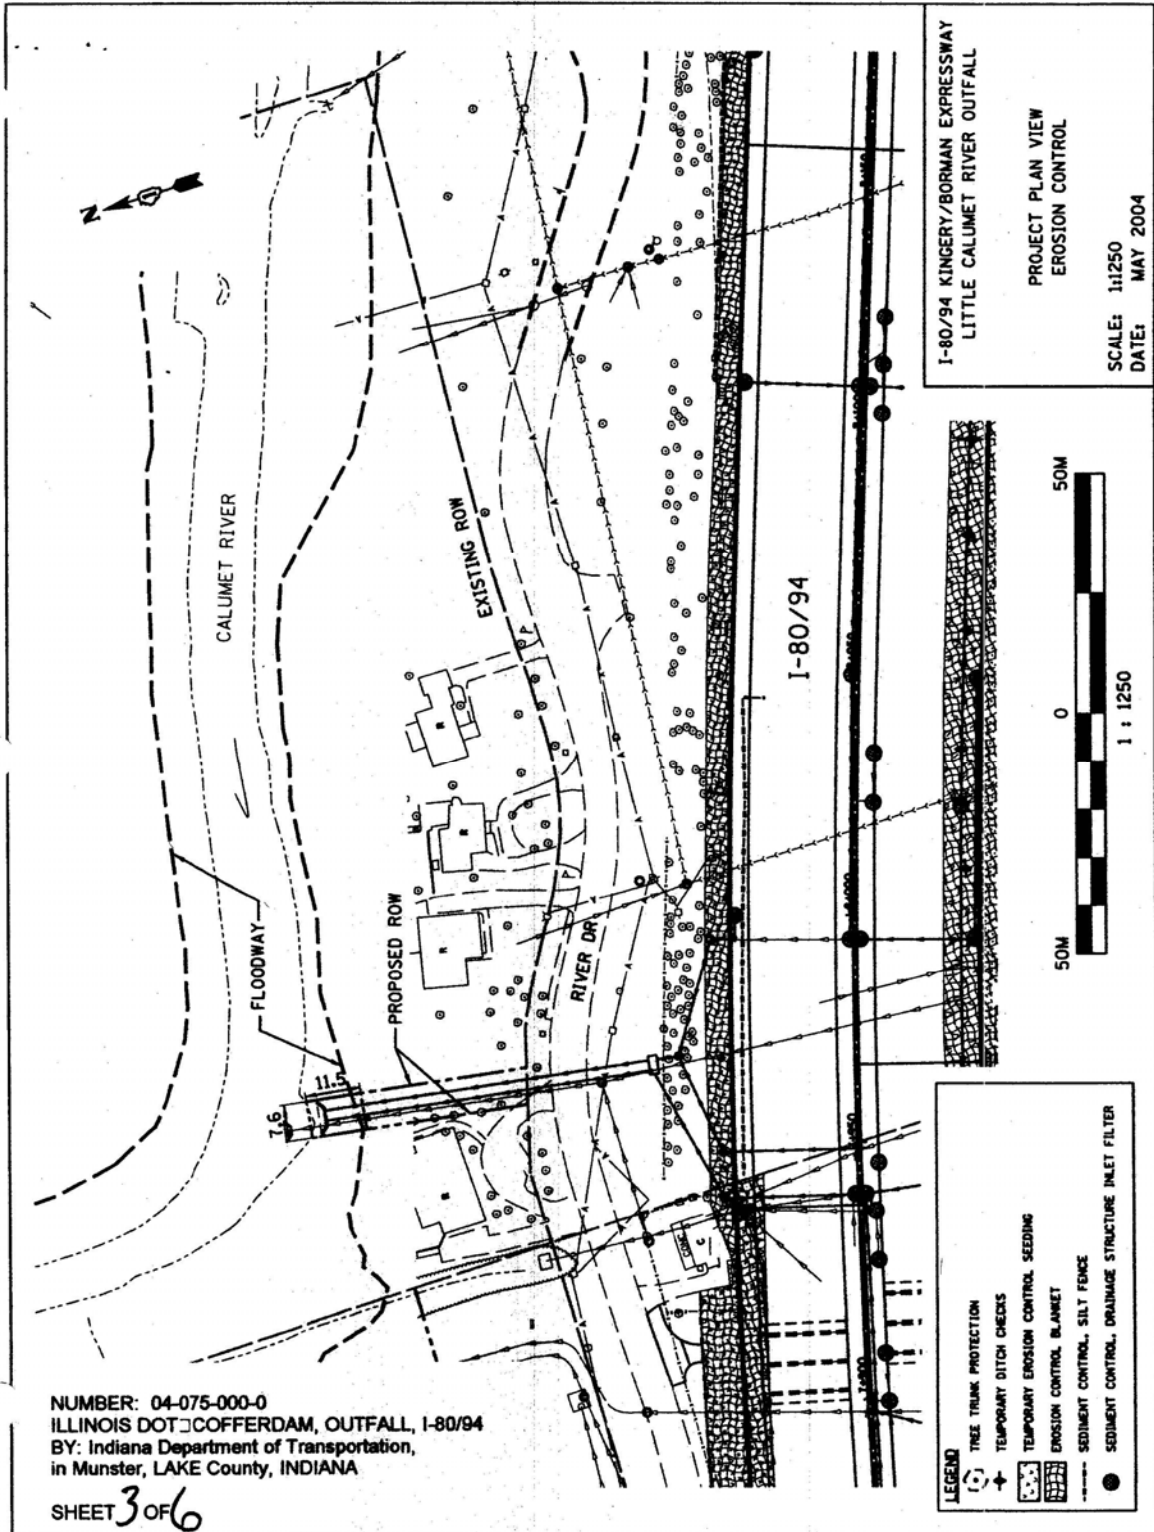 N
I-80/94 KINGERY/BORMAN EXPRESSWAY
LITTLE CALUMET RIVER OUTFALL
PROJECT PLAN VIEW
EROSION CONTROL
SCALE: 1:1250
DATE: MAY 2004
CALUMET RIVER
EXISTING ROW
FLOODWAY
PROPOSED ROW
RIVER DR
I-80/94
11.5
7.6
R
R
R
R
P
P
CONC
C
50M
0
50M
1 : 1250
LEGEND
TREE TRUNK PROTECTION
TEMPORARY DITCH CHECKS
TEMPORARY EROSION CONTROL SEEDING
EROSION CONTROL BLANKET
SEDIMENT CONTROL, SILT FENCE
SEDIMENT CONTROL, DRAINAGE STRUCTURE INLET FILTER
NUMBER: 04-075-000-0
ILLINOIS DOT COFFERDAM, OUTFALL, I-80/94
BY: Indiana Department of Transportation,
in Munster, LAKE County, INDIANA
SHEET 3 OF 6